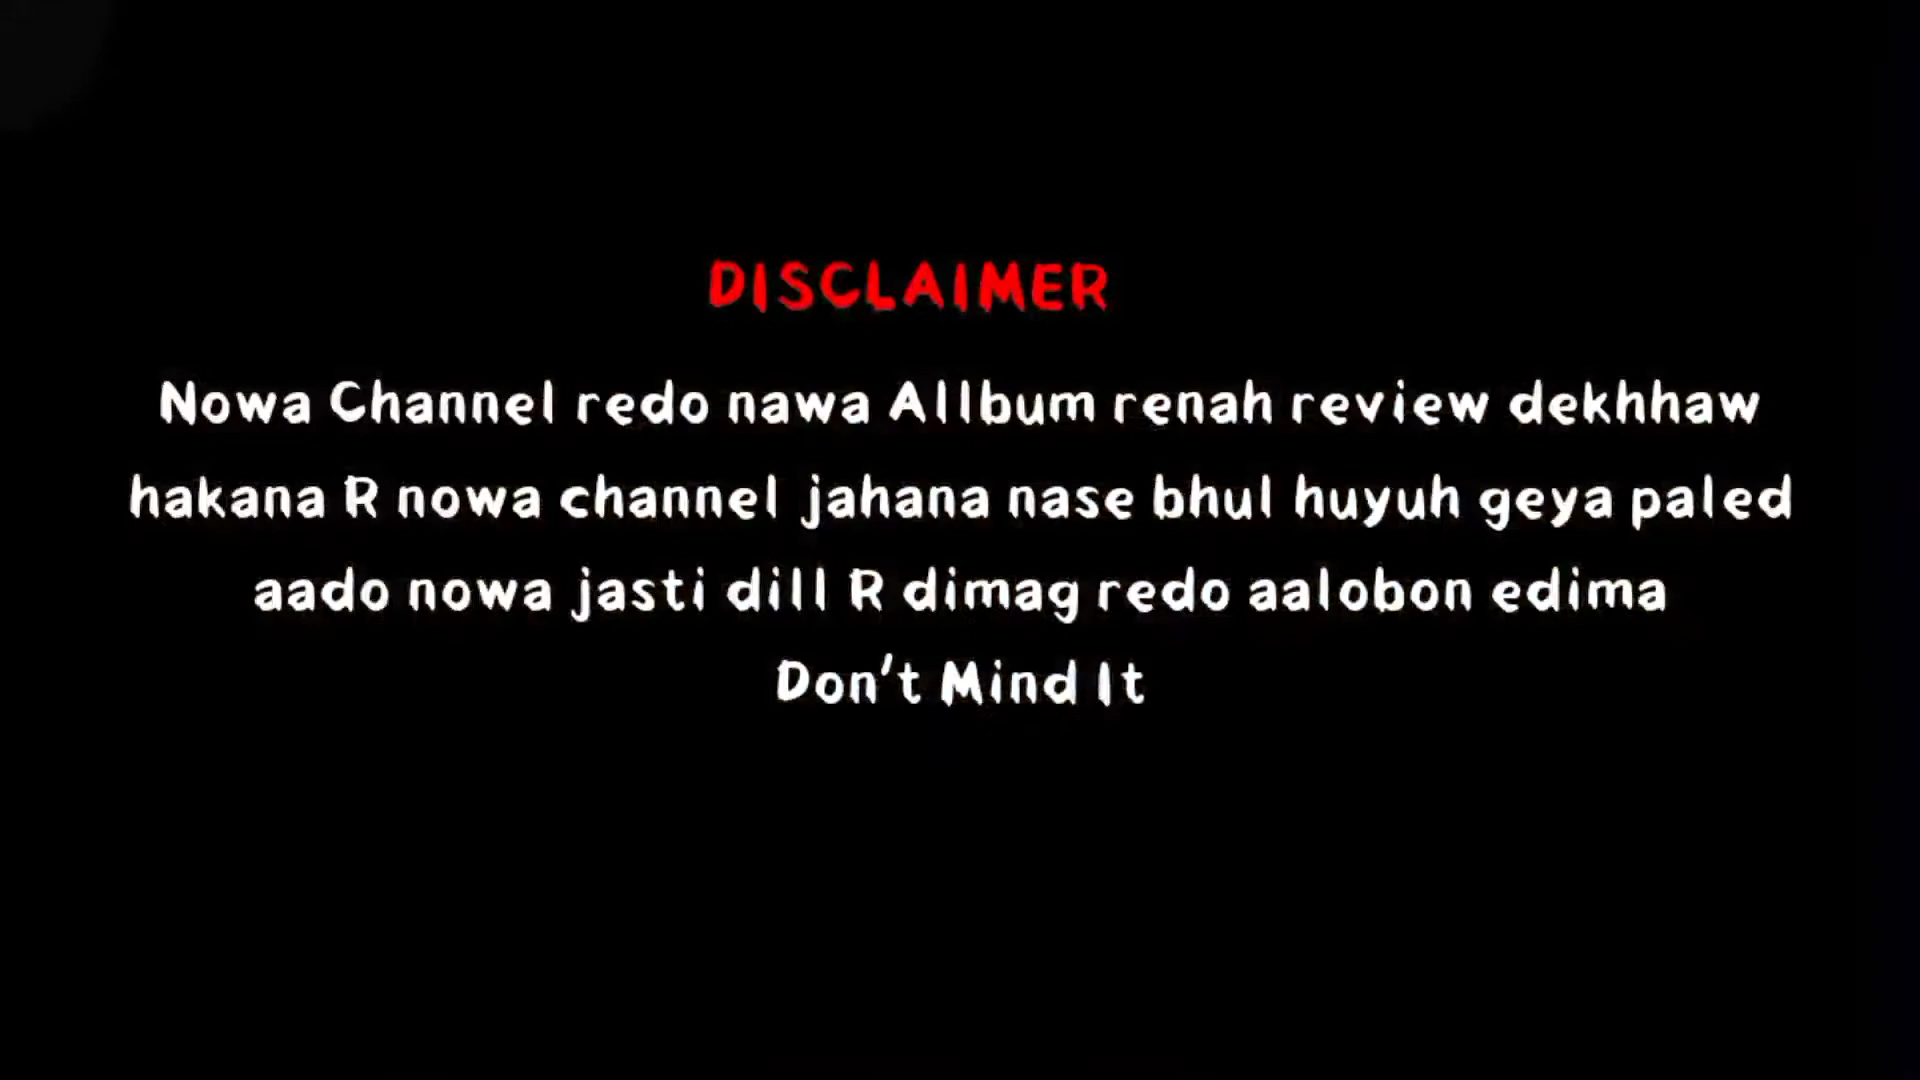 DISCLAIMER
Nowa Channel redo nawa Allbum renah review dekhhaw
hakana R nowa channel jahana nase bhul huyuh geya paled
aado nowa jasti dill R dimag redo aalobon edima
Don't Mind It